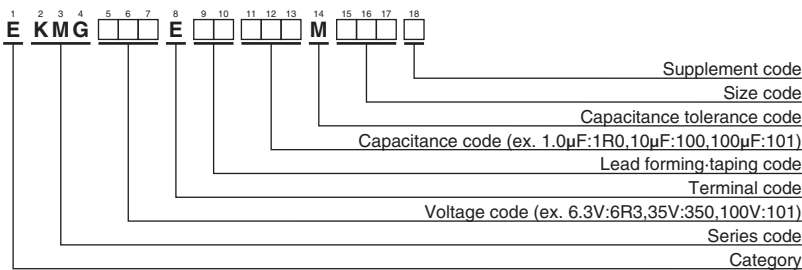 1 2 3 4 5 6 7 8 9 10 11 12 13 14 15 16 17 18
E KMG E M
Supplement code
Size code
Capacitance tolerance code
Capacitance code (ex. 1.0µF:1R0,10µF:100,100µF:101)
Lead forming·taping code
Terminal code
Voltage code (ex. 6.3V:6R3,35V:350,100V:101)
Series code
Category